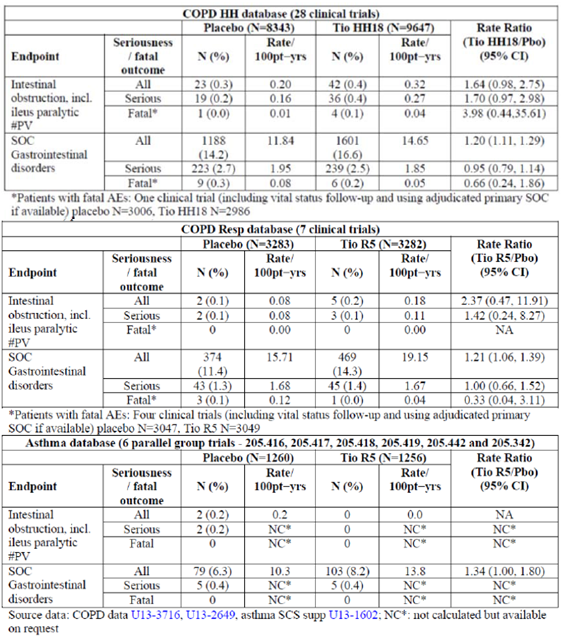 COPD HH database (28 clinical trials)
Placebo (N=8343) Tio HH18 (N=9647) Rate Ratio
Endpoint Seriousness / fatal outcome N (%) Rate/ 100pt−yrs N (%) Rate/ 100pt−yrs (Tio HH18/Pbo) (95% CI)
Intestinal All 23 (0.3) 0.20 42 (0.4) 0.32 1.64 (0.98, 2.75)
obstruction, incl. Serious 19 (0.2) 0.16 36 (0.4) 0.27 1.70 (0.97, 2.98)
ileus paralytic Fatal* 1 (0.0) 0.01 4 (0.1) 0.04 3.98 (0.44,35.61)
#PV
SOC All 1188 11.84 1601 14.65 1.20 (1.11, 1.29)
Gastrointestinal (14.2) (16.6)
disorders Serious 223 (2.7) 1.95 239 (2.5) 1.85 0.95 (0.79, 1.14)
Fatal* 9 (0.3) 0.08 6 (0.2) 0.05 0.66 (0.24, 1.86)
*Patients with fatal AEs: One clinical trial (including vital status follow-up and using adjudicated primary SOC
if available) placebo N=3006, Tio HH18 N=2986
COPD Resp database (7 clinical trials)
Placebo (N=3283) Tio R5 (N=3282) Rate Ratio
Endpoint Seriousness / fatal outcome N (%) Rate/ 100pt−yrs N (%) Rate/ 100pt−yrs (Tio R5/Pbo) (95% CI)
Intestinal All 2 (0.1) 0.08 5 (0.2) 0.18 2.37 (0.47, 11.91)
obstruction, incl. Serious 2 (0.1) 0.08 3 (0.1) 0.11 1.42 (0.24, 8.27)
ileus paralytic Fatal* 0 0.00 0 0.00 NA
#PV
SOC All 374 15.71 469 19.15 1.21 (1.06, 1.39)
Gastrointestinal (11.4) (14.3)
disorders Serious 43 (1.3) 1.68 45 (1.4) 1.67 1.00 (0.66, 1.52)
Fatal* 3 (0.1) 0.12 1 (0.0) 0.04 0.33 (0.04, 3.11)
*Patients with fatal AEs: Four clinical trials (including vital status follow-up and using adjudicated primary
SOC if available) placebo N=3047, Tio R5 N=3049
Asthma database (6 parallel group trials - 205.416, 205.417, 205.418, 205.419, 205.442 and 205.342)
Placebo (N=1260) Tio R5 (N=1256) Rate Ratio
Endpoint Seriousness / fatal outcome N (%) Rate/ 100pt−yrs N (%) Rate/ 100pt−yrs (Tio R5/Pbo) (95% CI)
Intestinal All 2 (0.2) 0.2 0 0.0 NA
obstruction, incl. Serious 2 (0.2) NC* 0 NC* NC*
ileus paralytic Fatal 0 NC* 0 NC* NC*
#PV
SOC All 79 (6.3) 10.3 103 (8.2) 13.8 1.34 (1.00, 1.80)
Gastrointestinal Serious 5 (0.4) NC* 5 (0.4) NC* NC*
disorders Fatal 0 NC* 0 NC* NC*
Source data: COPD data U13-3716, U13-2649, asthma SCS supp U13-1602; NC*: not calculated but available
on request